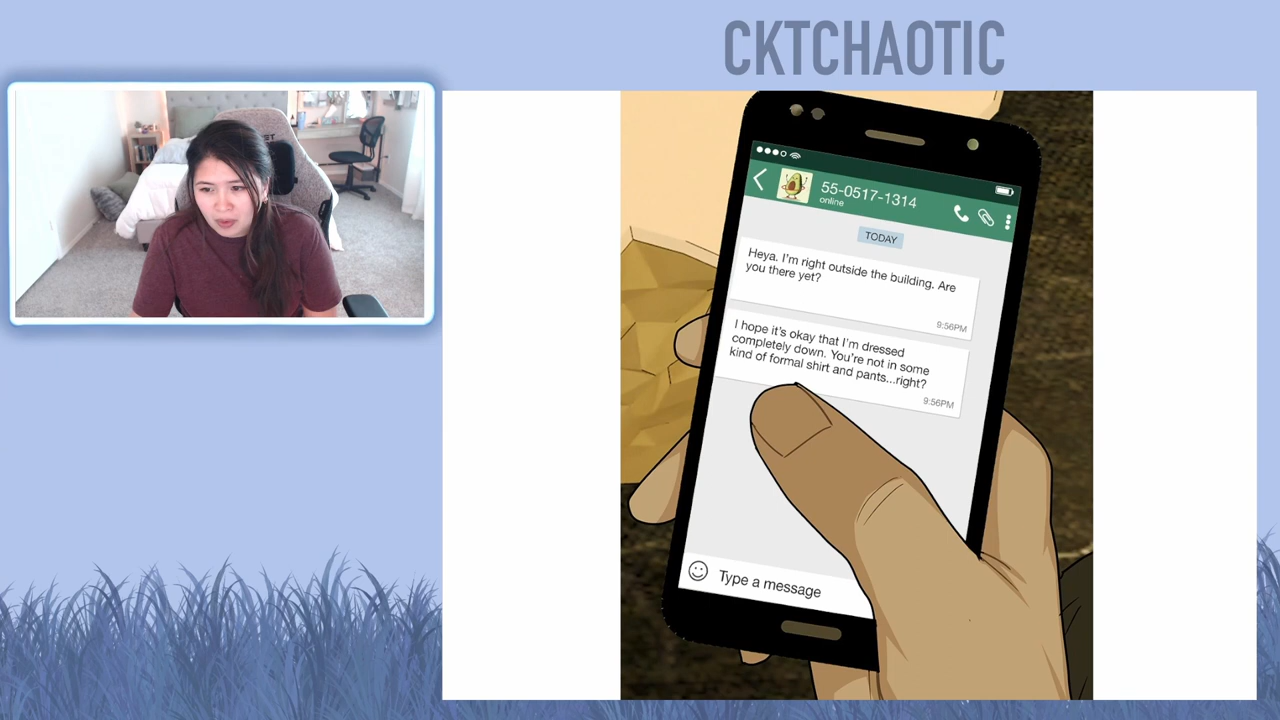 CKTCHAOTIC
55-0517-1314
online
TODAY
Heya. I'm right outside the building. Are
you there yet?
9:56PM
I hope it's okay that I'm dressed
completely down. You're not in some
kind of formal shirt and pants...right?
9:56PM
Type a message